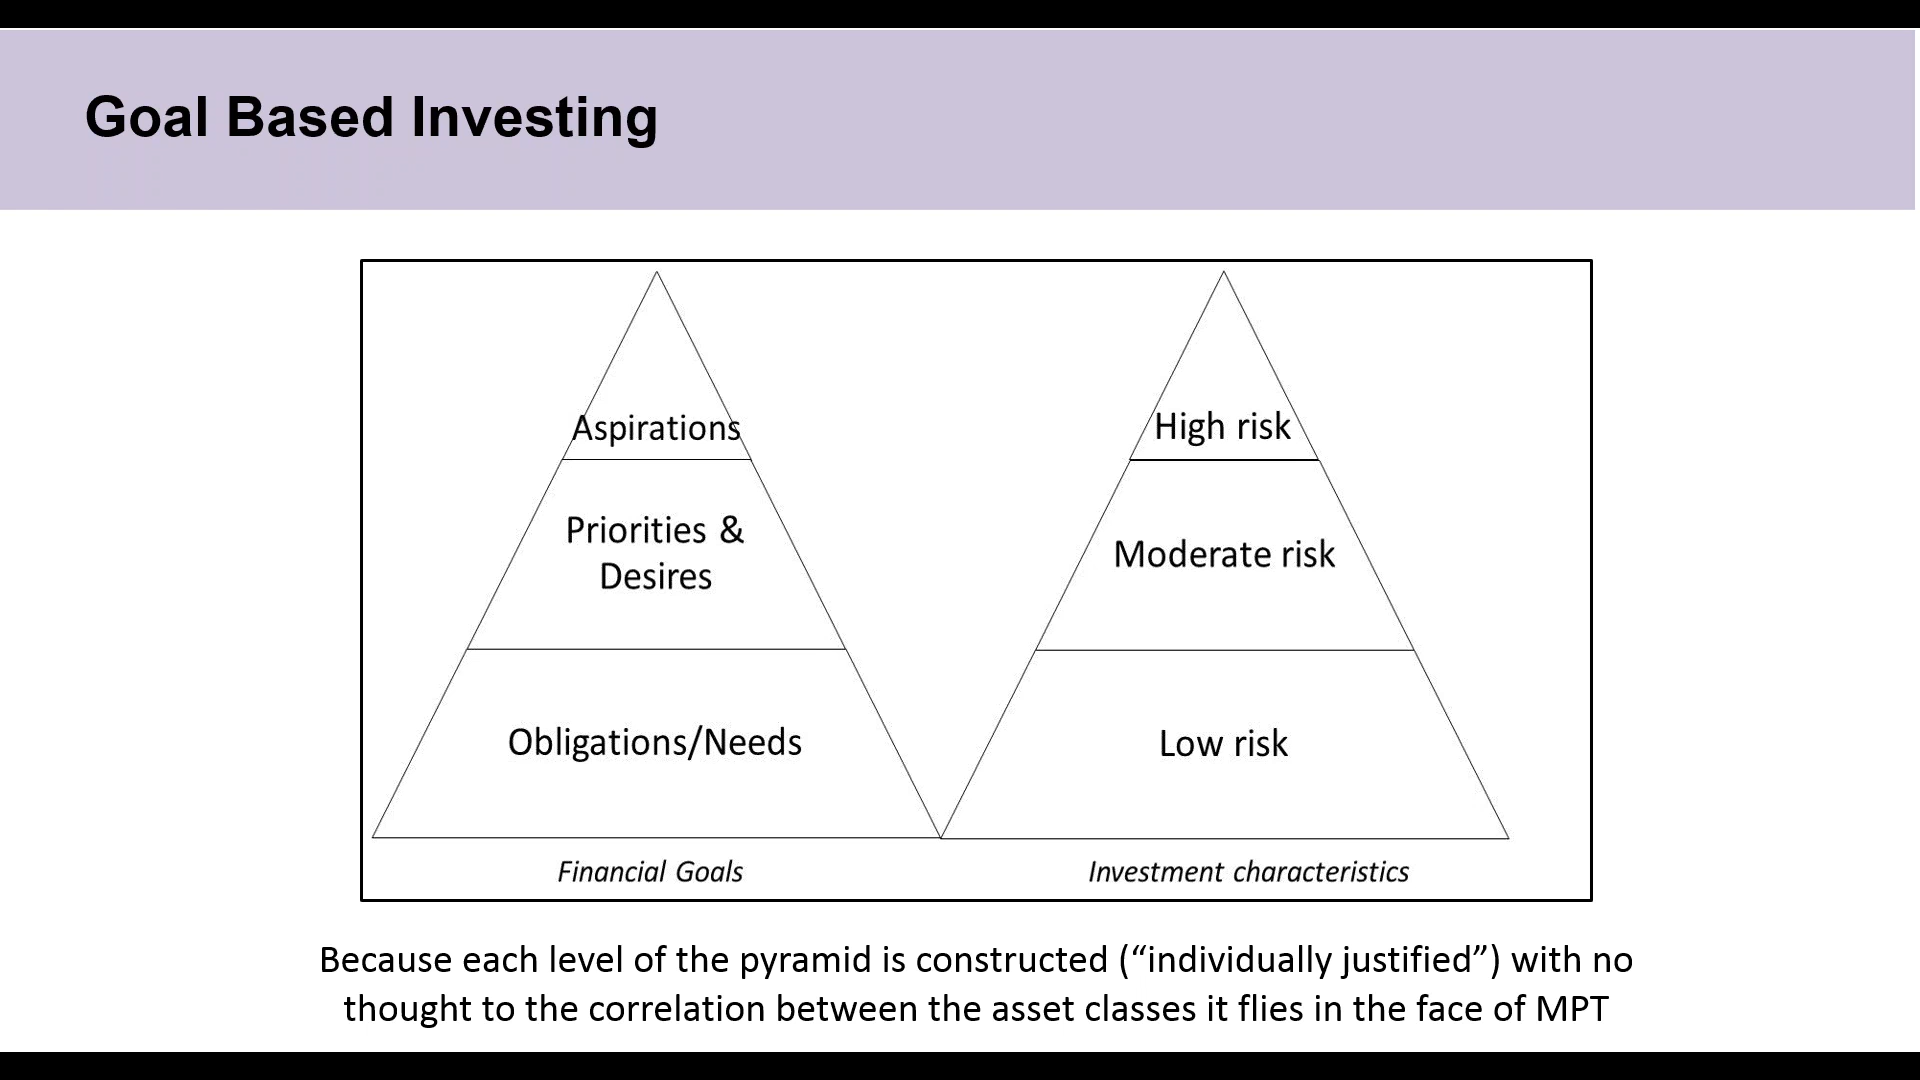 Goal Based Investing
Aspirations
Priorities &
Desires
Obligations/Needs
Financial Goals
High risk
Moderate risk
Low risk
Investment characteristics
Because each level of the pyramid is constructed (“individually justified”) with no
thought to the correlation between the asset classes it flies in the face of MPT